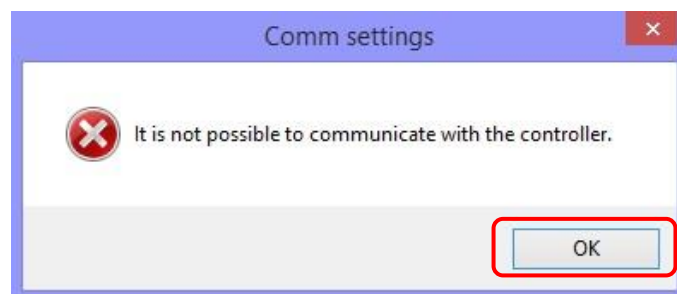 Comm settings
It is not possible to communicate with the controller.
OK